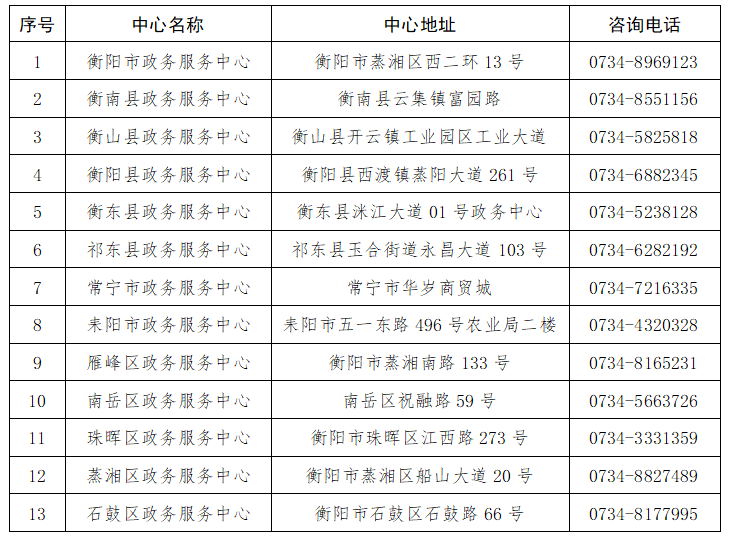 序号 中心名称 中心地址 咨询电话
1 衡阳市政务服务中心 衡阳市蒸湘区西二环 13 号 0734-8969123
2 衡南县政务服务中心 衡南县云集镇富园路 0734-8551156
3 衡山县政务服务中心 衡山县开云镇工业园区工业大道 0734-5825818
4 衡阳县政务服务中心 衡阳县西渡镇蒸阳大道 261 号 0734-6882345
5 衡东县政务服务中心 衡东县洣江大道 01 号政务中心 0734-5238128
6 祁东县政务服务中心 祁东县玉合街道永昌大道 103 号 0734-6282192
7 常宁市政务服务中心 常宁市华岁商贸城 0734-7216335
8 耒阳市政务服务中心 耒阳市五一东路 496 号农业局二楼 0734-4320328
9 雁峰区政务服务中心 衡阳市蒸湘南路 133 号 0734-8165231
10 南岳区政务服务中心 南岳区祝融路 59 号 0734-5663726
11 珠晖区政务服务中心 衡阳市珠晖区江西路 273 号 0734-3331359
12 蒸湘区政务服务中心 衡阳市蒸湘区船山大道 20 号 0734-8827489
13 石鼓区政务服务中心 衡阳市石鼓区石鼓路 66 号 0734-8177995